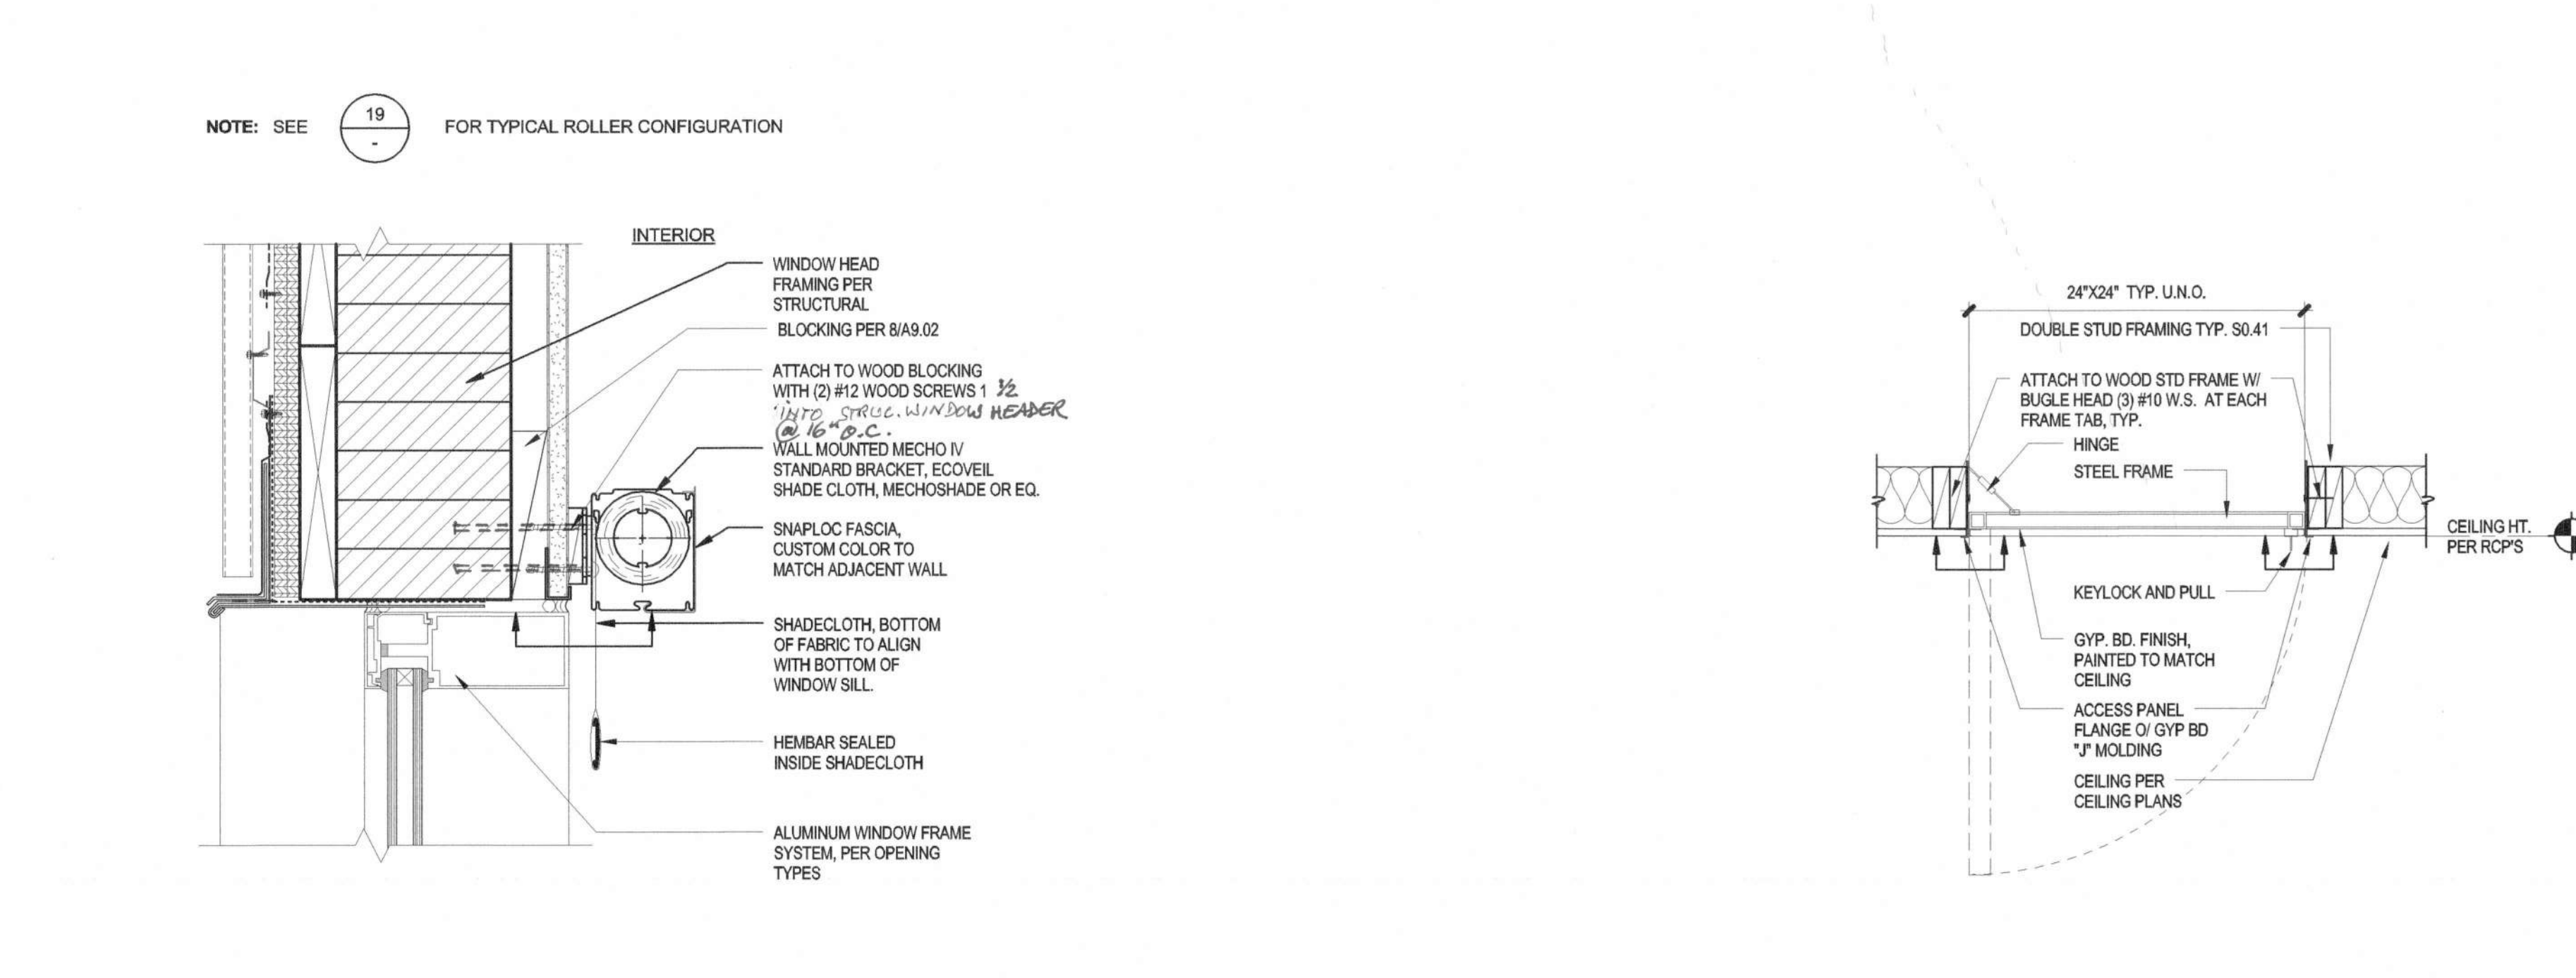 NOTE: SEE 19 - FOR TYPICAL ROLLER CONFIGURATION
INTERIOR
WINDOW HEAD
FRAMING PER
STRUCTURAL
BLOCKING PER 8/A9.02
ATTACH TO WOOD BLOCKING
WITH (2) #12 WOOD SCREWS 1 1/2
"INTO STRUC. WINDOW HEADER
@ 16" O.C.
WALL MOUNTED MECHO IV
STANDARD BRACKET, ECOVEIL
SHADE CLOTH, MECHOSHADE OR EQ.
SNAPLOC FASCIA,
CUSTOM COLOR TO
MATCH ADJACENT WALL
SHADECLOTH, BOTTOM
OF FABRIC TO ALIGN
WITH BOTTOM OF
WINDOW SILL.
HEMBAR SEALED
INSIDE SHADECLOTH
ALUMINUM WINDOW FRAME
SYSTEM, PER OPENING
TYPES
24"X24" TYP. U.N.O.
DOUBLE STUD FRAMING TYP. S0.41
ATTACH TO WOOD STD FRAME W/
BUGLE HEAD (3) #10 W.S. AT EACH
FRAME TAB, TYP.
HINGE
STEEL FRAME
CEILING HT.
PER RCP'S
KEYLOCK AND PULL
GYP. BD. FINISH,
PAINTED TO MATCH
CEILING
ACCESS PANEL
FLANGE O/ GYP BD
"J" MOLDING
CEILING PER
CEILING PLANS